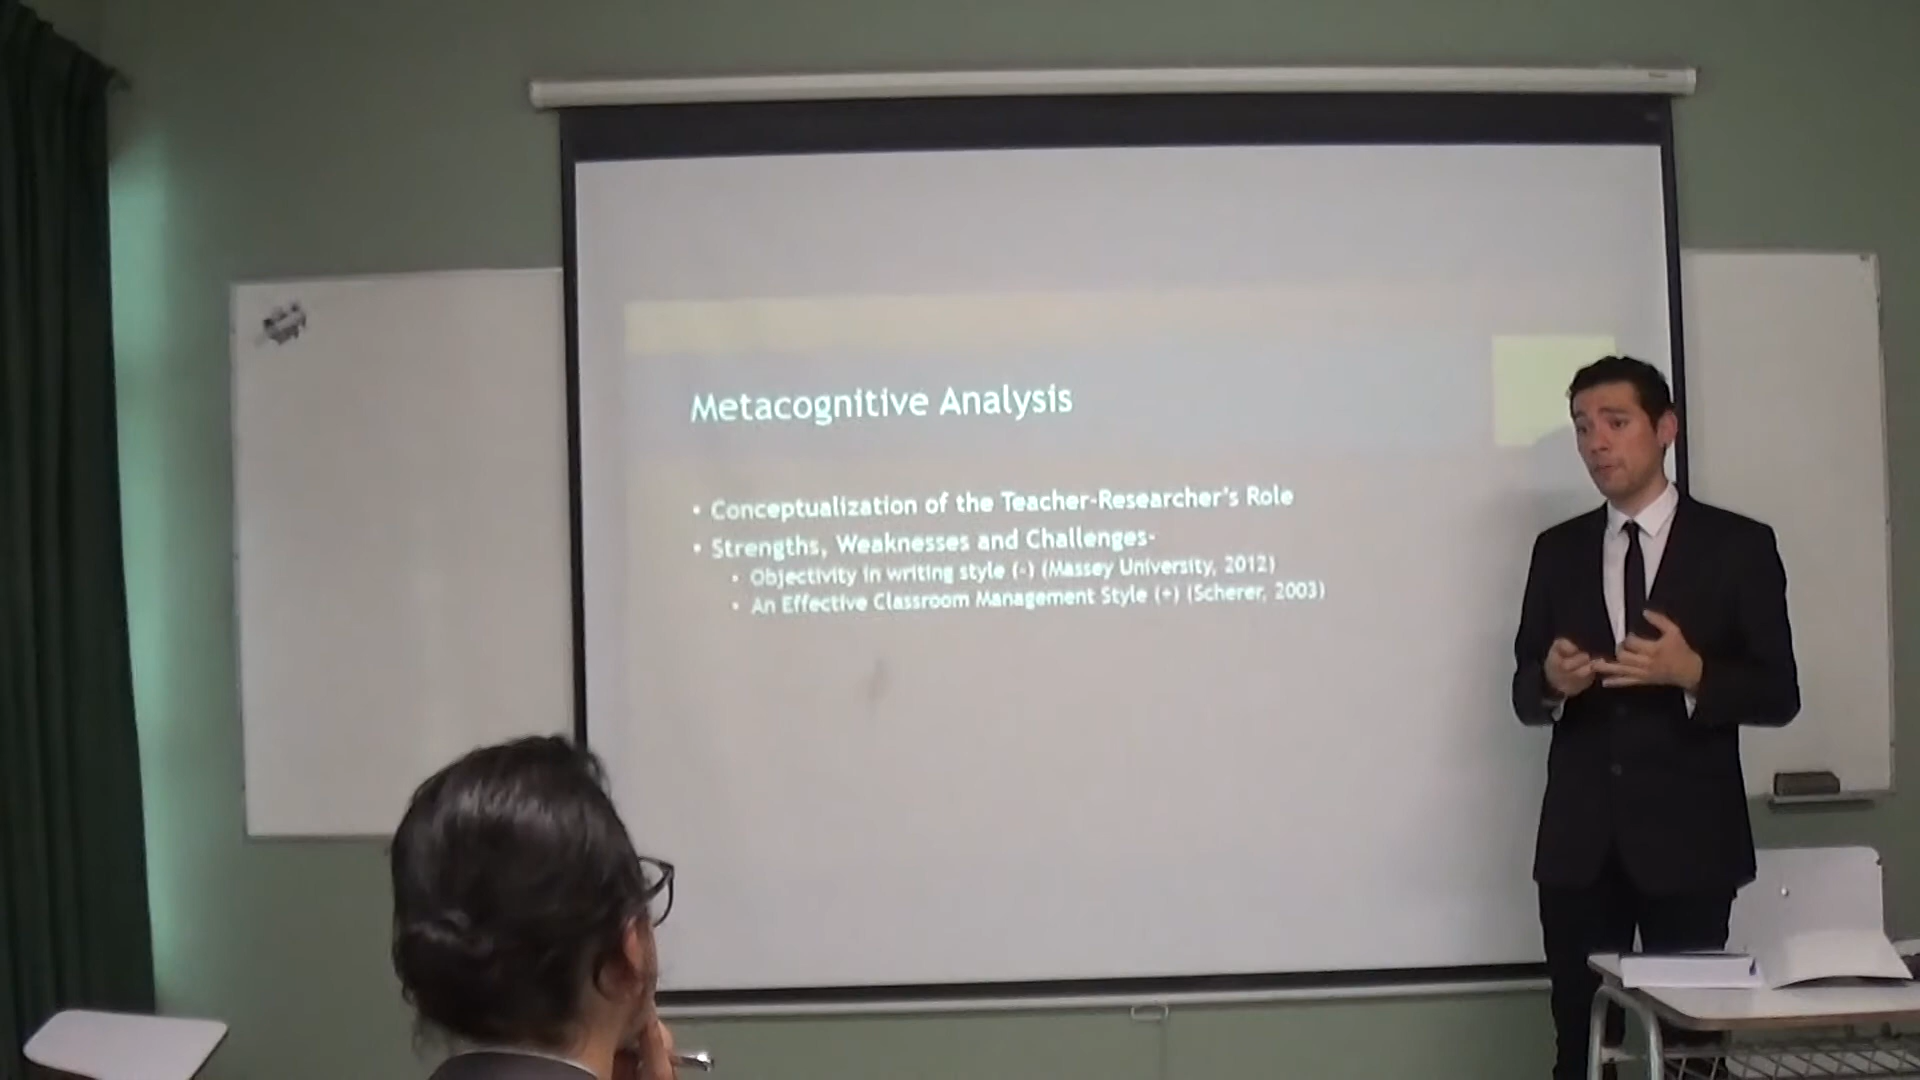 Metacognitive Analysis
• Conceptualization of the Teacher-Researcher's Role
• Strengths, Weaknesses and Challenges-
• Objectivity in writing style (-) (Massey University, 2012)
• An Effective Classroom Management Style (+) (Scherer, 2003)